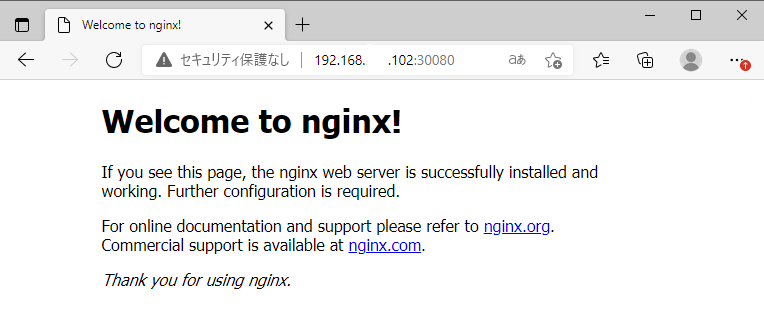 Welcome to nginx!
セキュリティ保護なし 192.168. .102:30080
aあ
Welcome to nginx!
If you see this page, the nginx web server is successfully installed and
working. Further configuration is required.
For online documentation and support please refer to nginx.org.
Commercial support is available at nginx.com.
Thank you for using nginx.